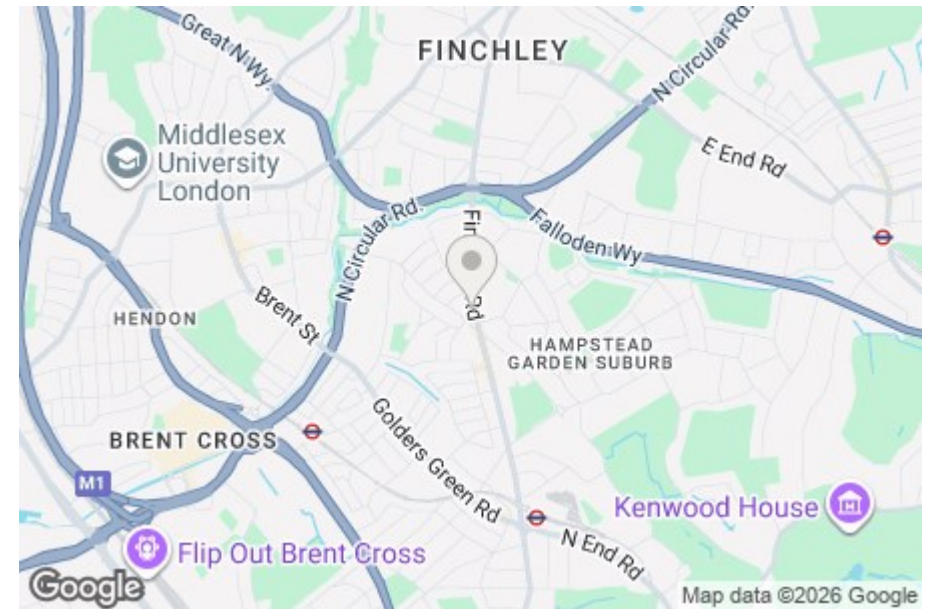 Great N Wy.
FINCHLEY
N Circular Rd.
Middlesex
University
London
E End Rd
N Circular Rd.
Falloden Wy
Brent St
HENDON
HAMPSTEAD
GARDEN SUBURB
Golders Green Rd
BRENT CROSS
M1
Kenwood House
N End Rd
Flip Out Brent Cross
Google
Map data ©2026 Google